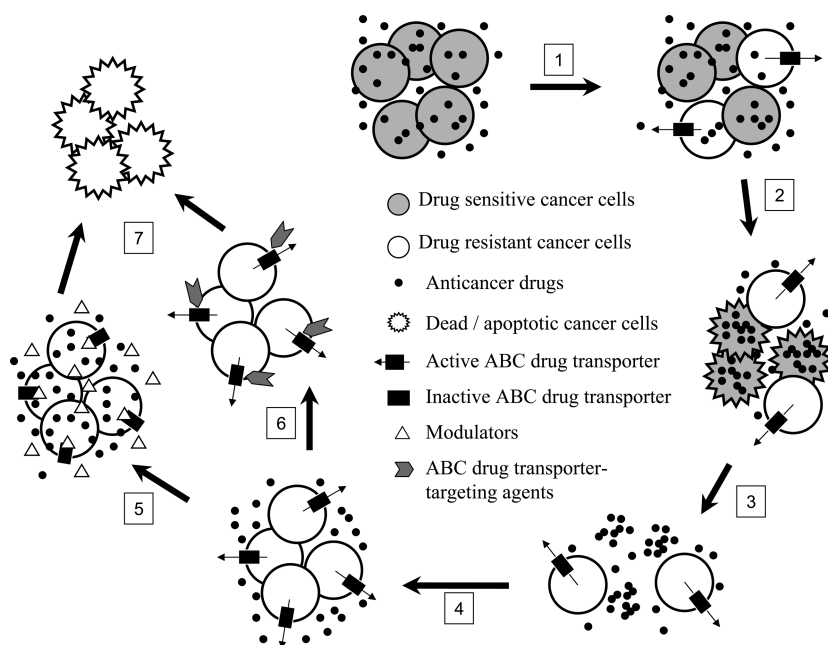 1
2
3
4
5
6
7
Drug sensitive cancer cells
Drug resistant cancer cells
Anticancer drugs
Dead / apoptotic cancer cells
Active ABC drug transporter
Inactive ABC drug transporter
Modulators
ABC drug transporter-
targeting agents